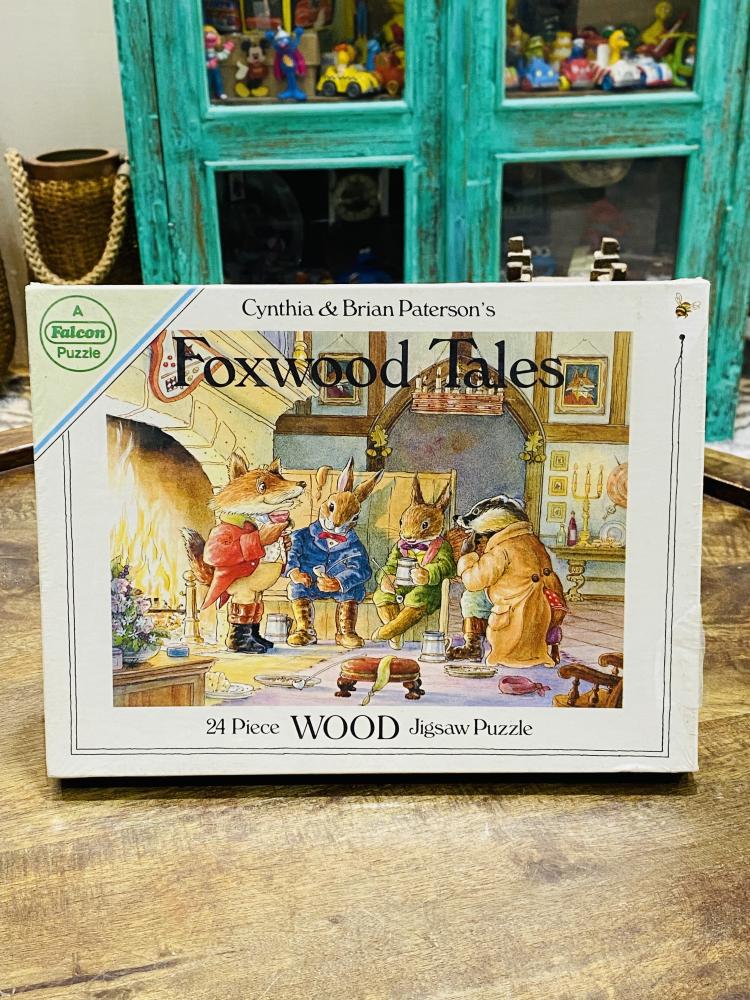 A
Falcon
Puzzle
Cynthia & Brian Paterson's
Foxwood Tales
24 Piece WOOD Jigsaw Puzzle